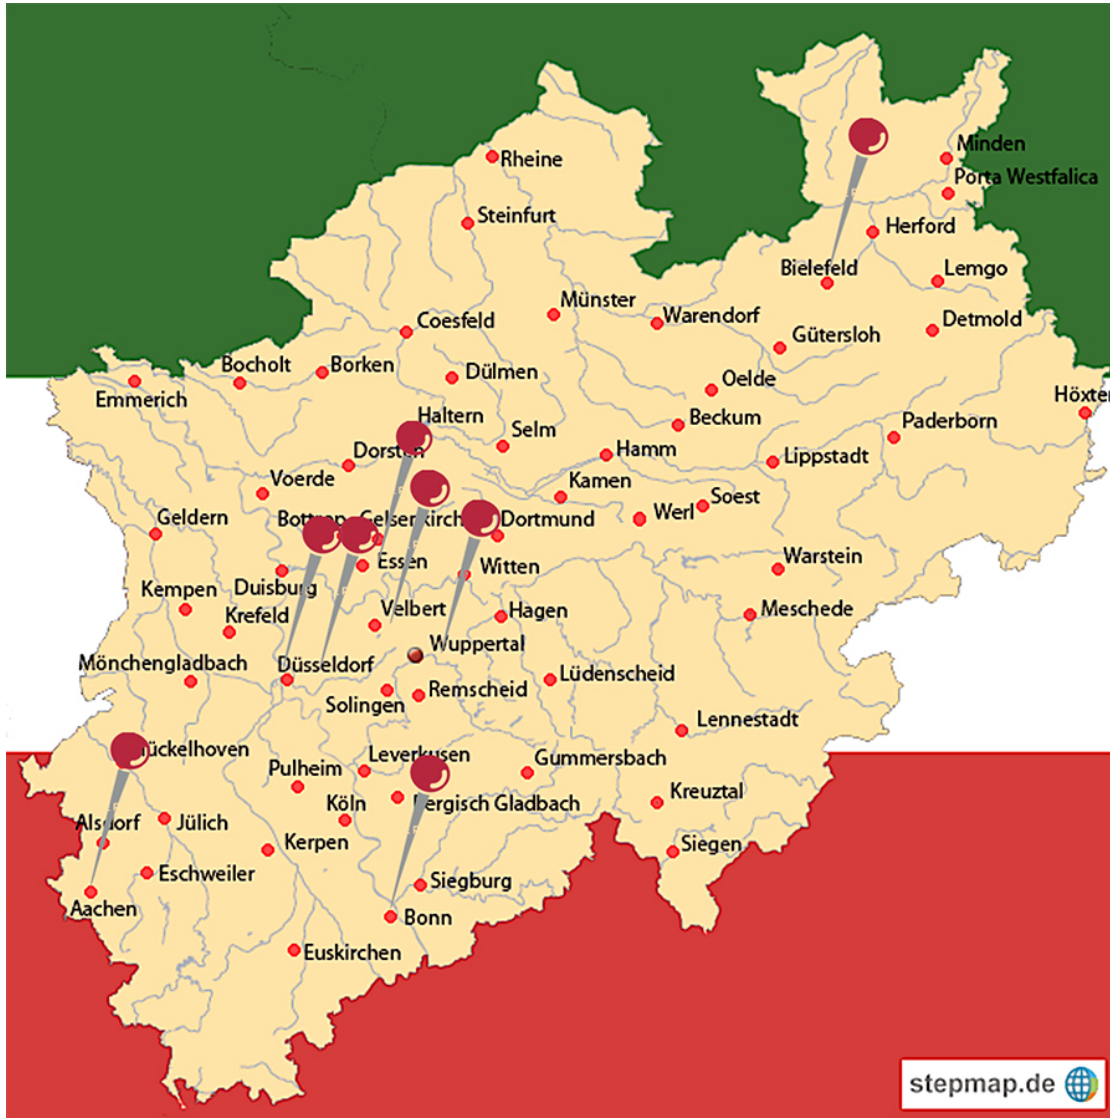 Minden
Rheine
Porta Westfalica
Steinfurt
Herford
Bielefeld
Lemgo
Münster
Warendorf
Detmold
Coesfeld
Gütersloh
Bocholt
Borken
Dülmen
Oelde
Emmerich
Höxter
Haltern
Beckum
Paderborn
Selm
Dorsten
Hamm
Lippstadt
Voerde
Kamen
Soest
Geldern
Werl
Dortmund
Essen
Witten
Warstein
Duisburg
Kempen
Velbert
Hagen
Meschede
Krefeld
Wuppertal
Mönchengladbach
Düsseldorf
Lüdenscheid
Remscheid
Solingen
Lennestadt
ückelhoven
Leverkusen
Gummersbach
Pulheim
Kreuztal
Köln
Bergisch Gladbach
Alsdorf
Jülich
Kerpen
Siegen
Eschweiler
Siegburg
Aachen
Bonn
Euskirchen
stepmap.de